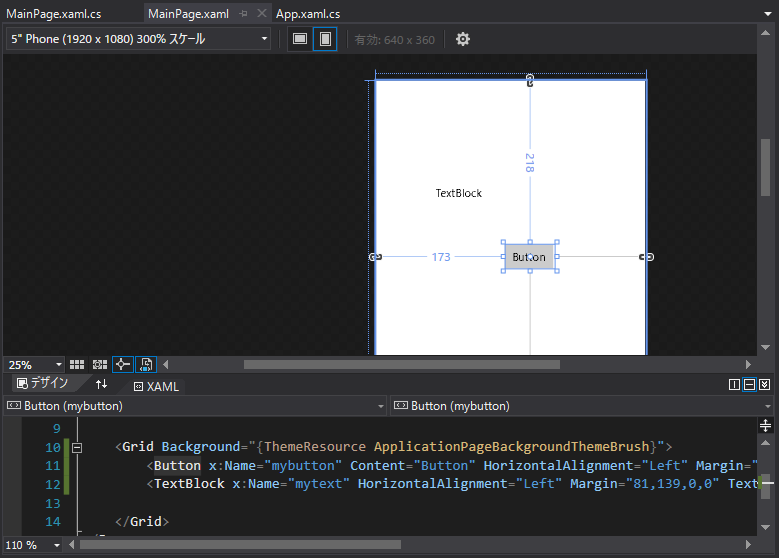 MainPage.xaml.cs MainPage.xaml App.xaml.cs
5" Phone (1920 x 1080) 300% スケール 有効: 640 x 360
218
TextBlock
173 Button
25%
デザイン XAML
Button (mybutton) Button (mybutton)
9
10 <Grid Background="{ThemeResource ApplicationPageBackgroundThemeBrush}">
11 <Button x:Name="mybutton" Content="Button" HorizontalAlignment="Left" Margin="
12 <TextBlock x:Name="mytext" HorizontalAlignment="Left" Margin="81,139,0,0" Text
13
14 </Grid>
110 %